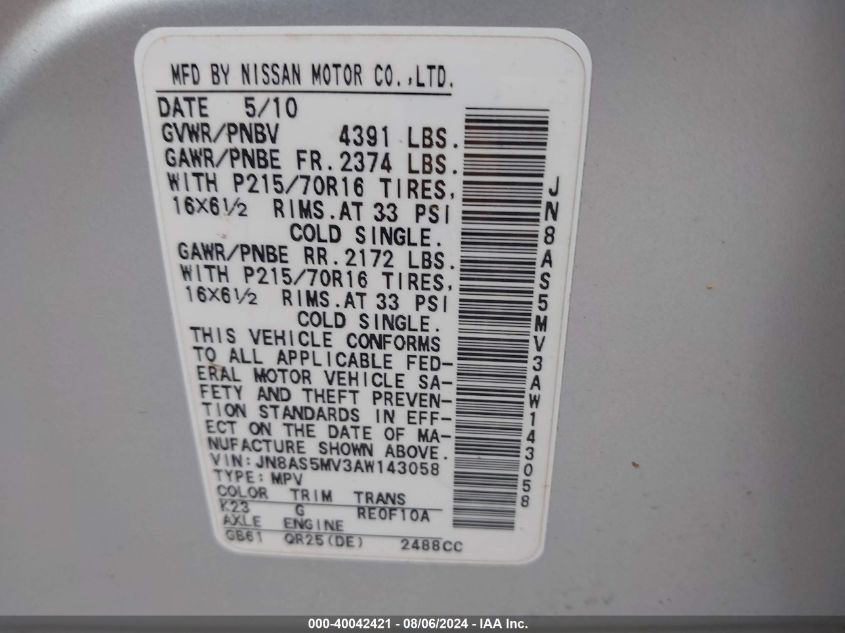 MFD BY NISSAN MOTOR CO.,LTD.
DATE 5/10
GVWR/PNBV 4391 LBS.
GAWR/PNBE FR. 2374 LBS.
WITH P215/70R16 TIRES,
16X6½ RIMS. AT 33 PSI
COLD SINGLE.
GAWR/PNBE RR. 2172 LBS.
WITH P215/70R16 TIRES,
16X6½ RIMS. AT 33 PSI
COLD SINGLE.
THIS VEHICLE CONFORMS
TO ALL APPLICABLE FED-
ERAL MOTOR VEHICLE SA-
FETY AND THEFT PREVEN-
TION STANDARDS IN EFF-
ECT ON THE DATE OF MA-
NUFACTURE SHOWN ABOVE.
VIN: JN8AS5MV3AW143058
TYPE: MPV
COLOR TRIM TRANS
K23 G RE0F10A
AXLE ENGINE
GB61 QR25(DE) 2488CC
JN8AS5MV3AW143058
000-40042421 - 08/06/2024 - IAA Inc.